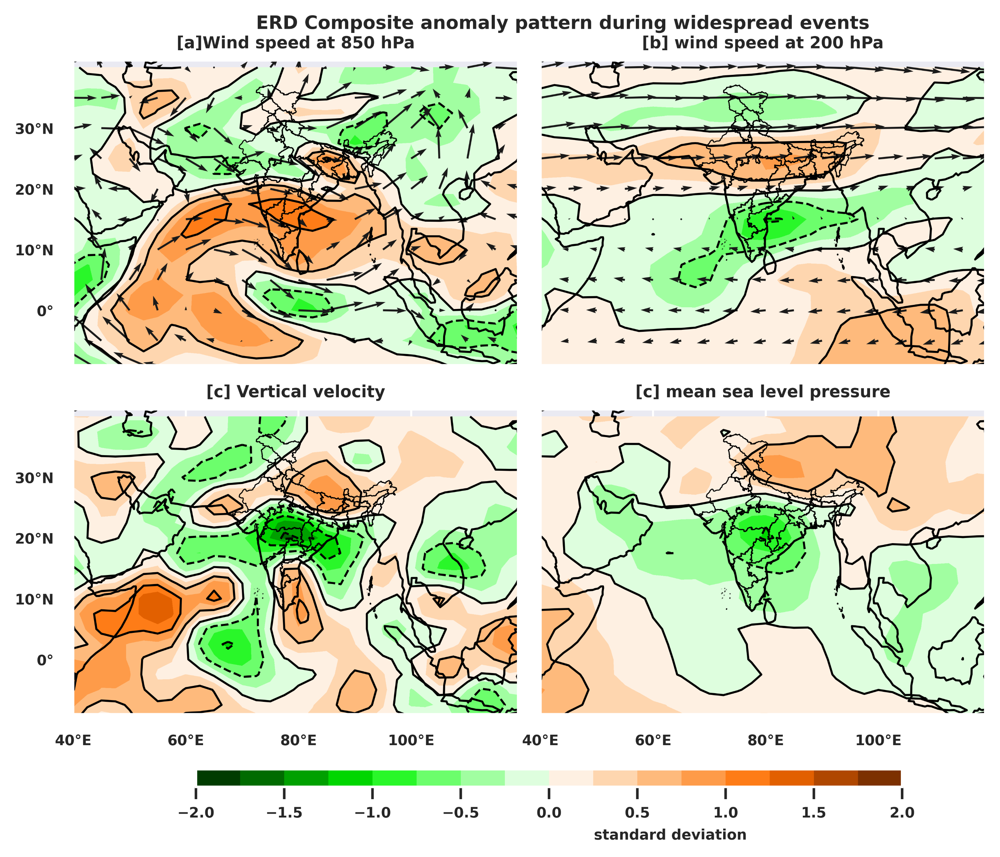 ERD Composite anomaly pattern during widespread events
[a]Wind speed at 850 hPa
[b] wind speed at 200 hPa
30°N
20°N
10°N
0°
[c] Vertical velocity
[c] mean sea level pressure
30°N
20°N
10°N
0°
40°E 60°E 80°E 100°E
40°E 60°E 80°E 100°E
−2.0 −1.5 −1.0 −0.5 0.0 0.5 1.0 1.5 2.0
standard deviation